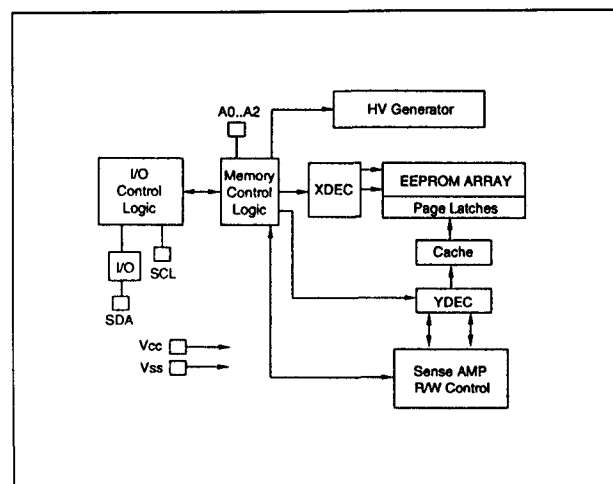 A0..A2
HV Generator
I/O
Control
Logic
Memory
Control
Logic
XDEC
EEPROM ARRAY
Page Latches
Cache
I/O
SCL
SDA
YDEC
Vcc
Vss
Sense AMP
R/W Control